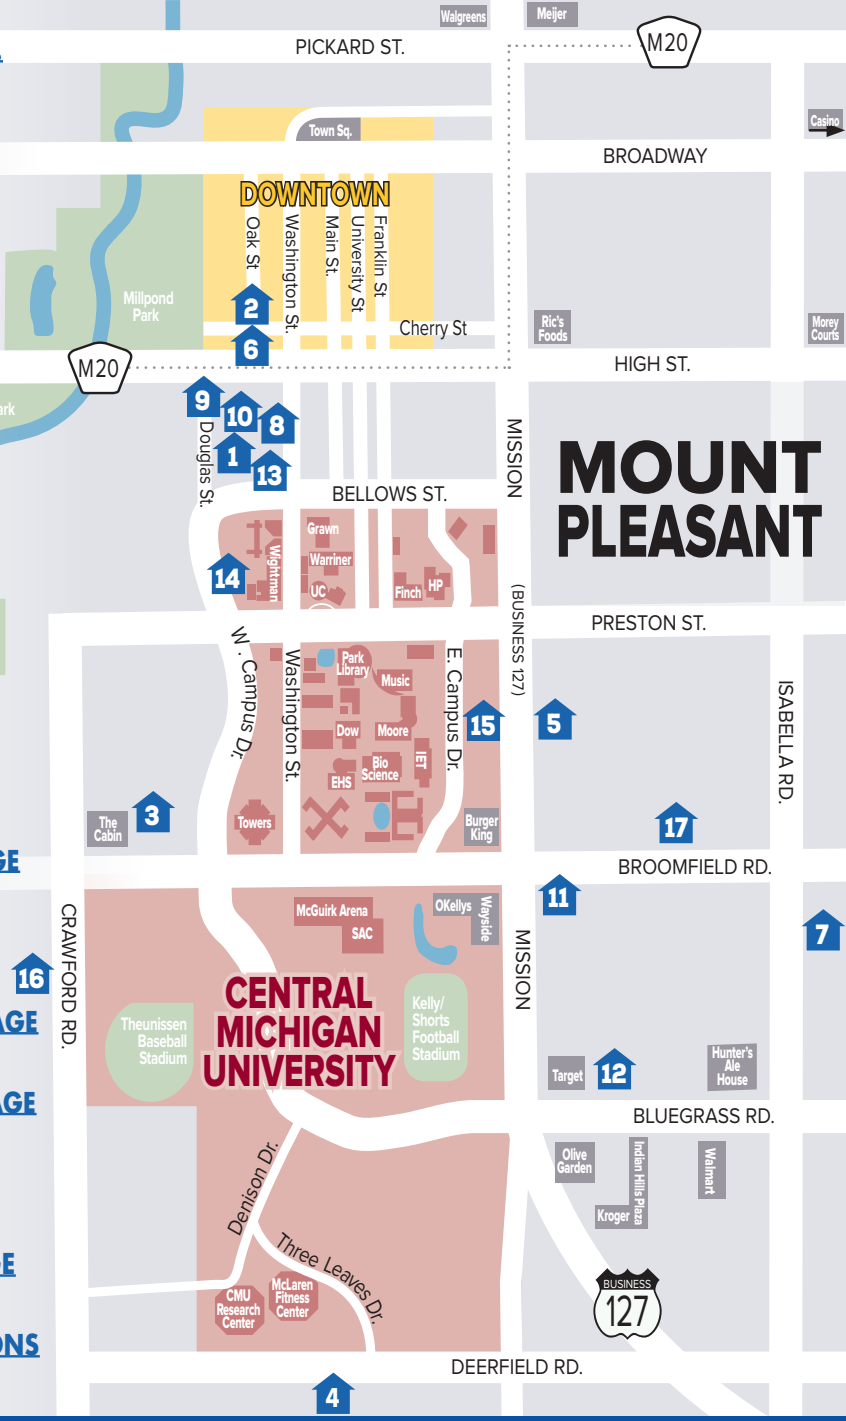 Walgreens
Meijer
PICKARD ST.
M20
Town Sq.
Casino
BROADWAY
DOWNTOWN
Oak St
Washington St.
Main St.
University St
Franklin St
Millpond
Park
2
Cherry St
Ric's
Foods
Morey
Courts
6
M20
HIGH ST.
9
10
8
ark
Douglas St.
1
13
MISSION
MOUNT
PLEASANT
BELLOWS ST.
Grawn
Wightman
Warriner
14
UC
Finch
HP
(BUSINESS 127)
PRESTON ST.
W. Campus Dr.
Washington St.
Park
Library
Music
E. Campus Dr.
ISABELLA RD.
15
5
Dow
Moore
IET
Bio
Science
EHS
3
The
Cabin
Towers
Burger
King
17
GE
BROOMFIELD RD.
11
McGuirk Arena
OKellys
Wayside
SAC
CRAWFORD RD.
MISSION
7
16
CENTRAL
MICHIGAN
UNIVERSITY
Kelly/
Shorts
Football
Stadium
Theunissen
Baseball
Stadium
AGE
Target
12
Hunter's
Ale
House
AGE
BLUEGRASS RD.
Denison Dr.
Olive
Garden
Indian Hills Plaza
Walmart
Kroger
Three Leaves Dr.
GE
CMU
Research
Center
McLaren
Fitness
Center
BUSINESS
127
ONS
DEERFIELD RD.
4